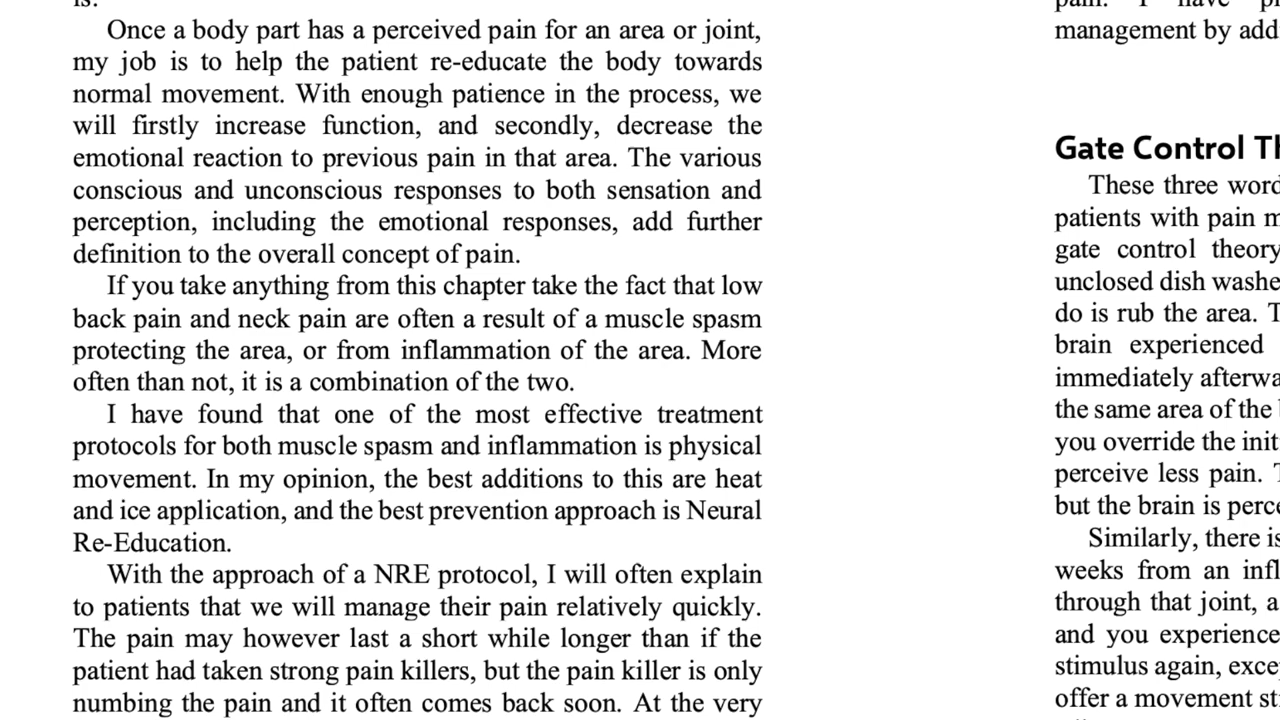 is.
Once a body part has a perceived pain for an area or joint,
my job is to help the patient re-educate the body towards
normal movement. With enough patience in the process, we
will firstly increase function, and secondly, decrease the
emotional reaction to previous pain in that area. The various
conscious and unconscious responses to both sensation and
perception, including the emotional responses, add further
definition to the overall concept of pain.
If you take anything from this chapter take the fact that low
back pain and neck pain are often a result of a muscle spasm
protecting the area, or from inflammation of the area. More
often than not, it is a combination of the two.
I have found that one of the most effective treatment
protocols for both muscle spasm and inflammation is physical
movement. In my opinion, the best additions to this are heat
and ice application, and the best prevention approach is Neural
Re-Education.
With the approach of a NRE protocol, I will often explain
to patients that we will manage their pain relatively quickly.
The pain may however last a short while longer than if the
patient had taken strong pain killers, but the pain killer is only
numbing the pain and it often comes back soon. At the very
pain. I have
management by
Gate Control
These three
patients with pain
gate control theory
unclosed dish
do is rub the area.
brain experienced
immediately
the same area of the
you override the
perceive less pain.
but the brain is
Similarly, there is
weeks from an
through that joint,
and you experience
stimulus again,
offer a movement